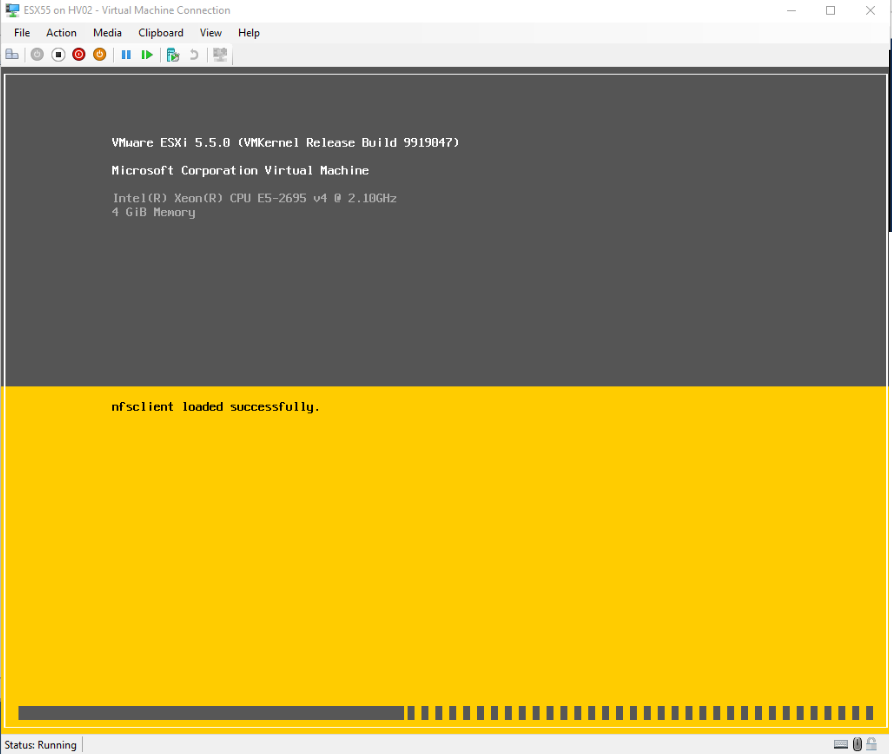 ESX55 on HV02 - Virtual Machine Connection
File Action Media Clipboard View Help
VMware ESXi 5.5.0 (VMKernel Release Build 9919047)
Microsoft Corporation Virtual Machine
Intel(R) Xeon(R) CPU E5-2695 v4 @ 2.10GHz
4 GiB Memory
nfsclient loaded successfully.
Status: Running